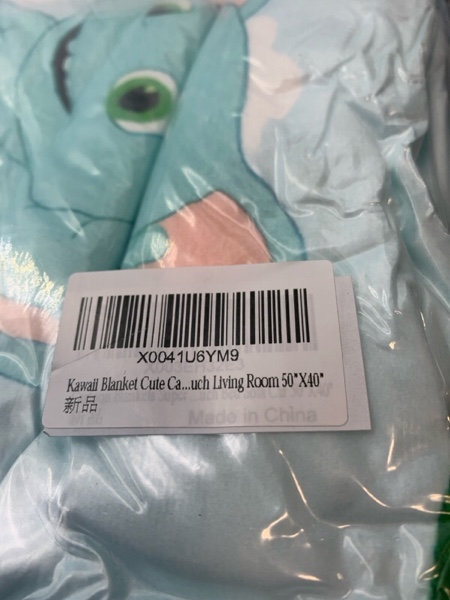 X0041U6YM9
Kawaii Blanket Cute Ca...uch Living Room 50"X40"
新品
Made in China